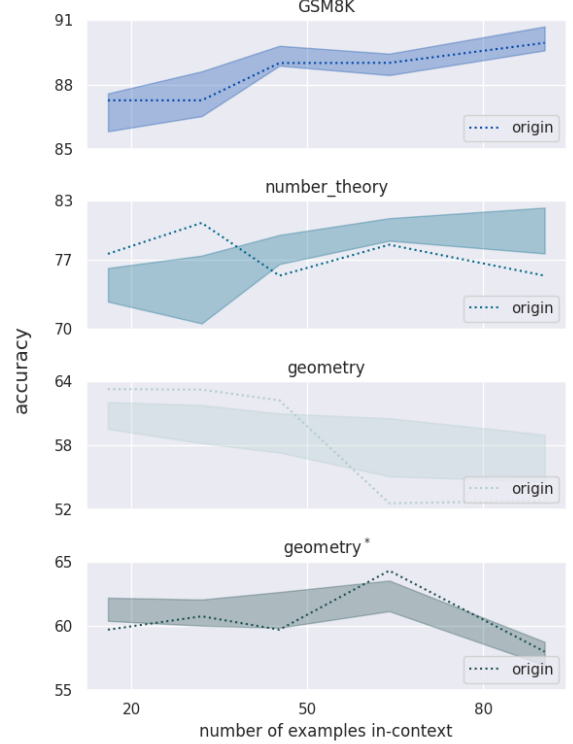 GSM8K
91
88
85
origin
number_theory
83
77
70
origin
geometry
64
58
52
origin
geometry*
65
60
55
origin
20 50 80
number of examples in-context
accuracy